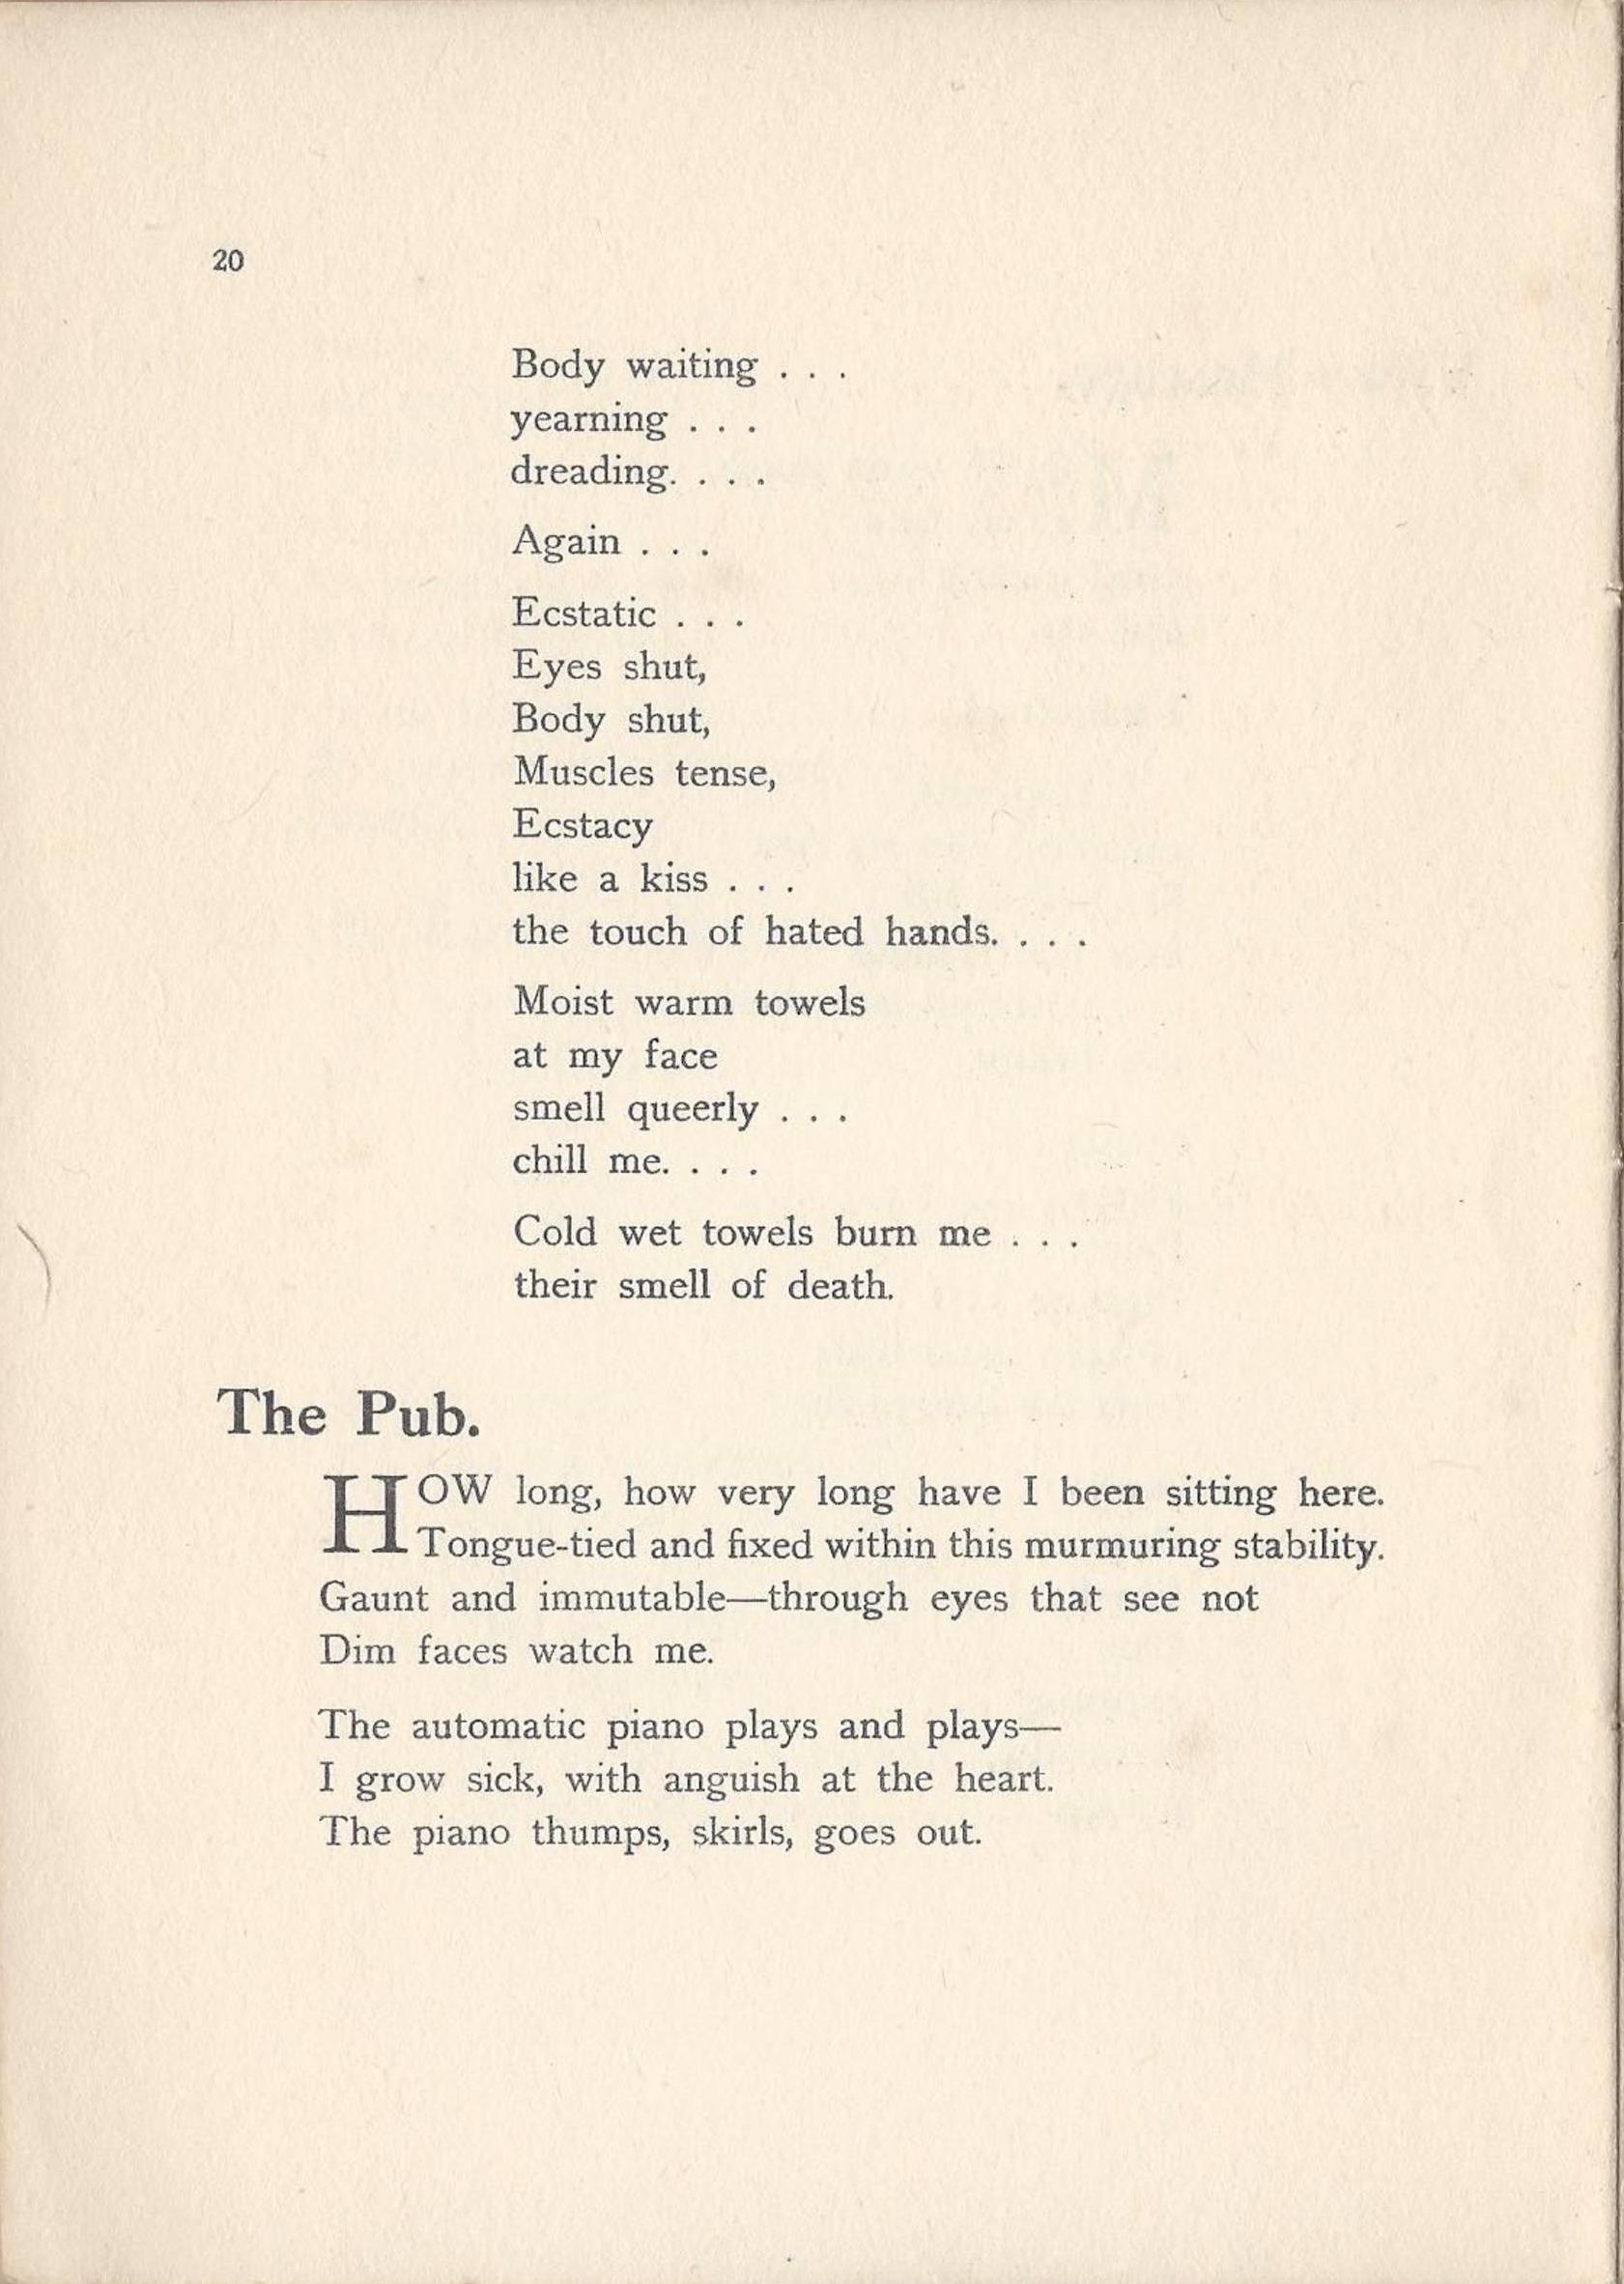 20
Body waiting . . .
yearning . . .
dreading. . . .
Again . . .
Ecstatic . . .
Eyes shut,
Body shut,
Muscles tense,
Ecstacy
like a kiss . . .
the touch of hated hands. . . .
Moist warm towels
at my face
smell queerly . . .
chill me. . . .
Cold wet towels burn me . . .
their smell of death.
The Pub.
HOW long, how very long have I been sitting here.
Tongue-tied and fixed within this murmuring stability.
Gaunt and immutable—through eyes that see not
Dim faces watch me.
The automatic piano plays and plays—
I grow sick, with anguish at the heart.
The piano thumps, skirls, goes out.